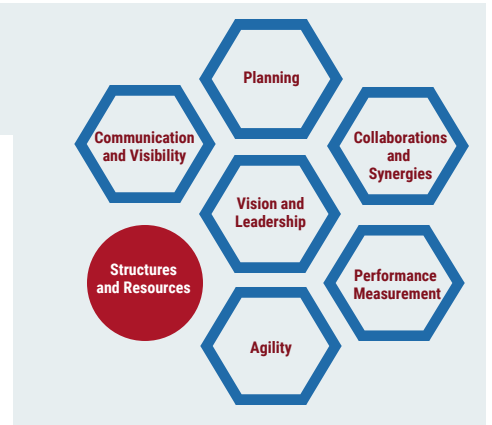 Planning
Communication
and Visibility
Collaborations
and
Synergies
Vision and
Leadership
Structures
and Resources
Performance
Measurement
Agility